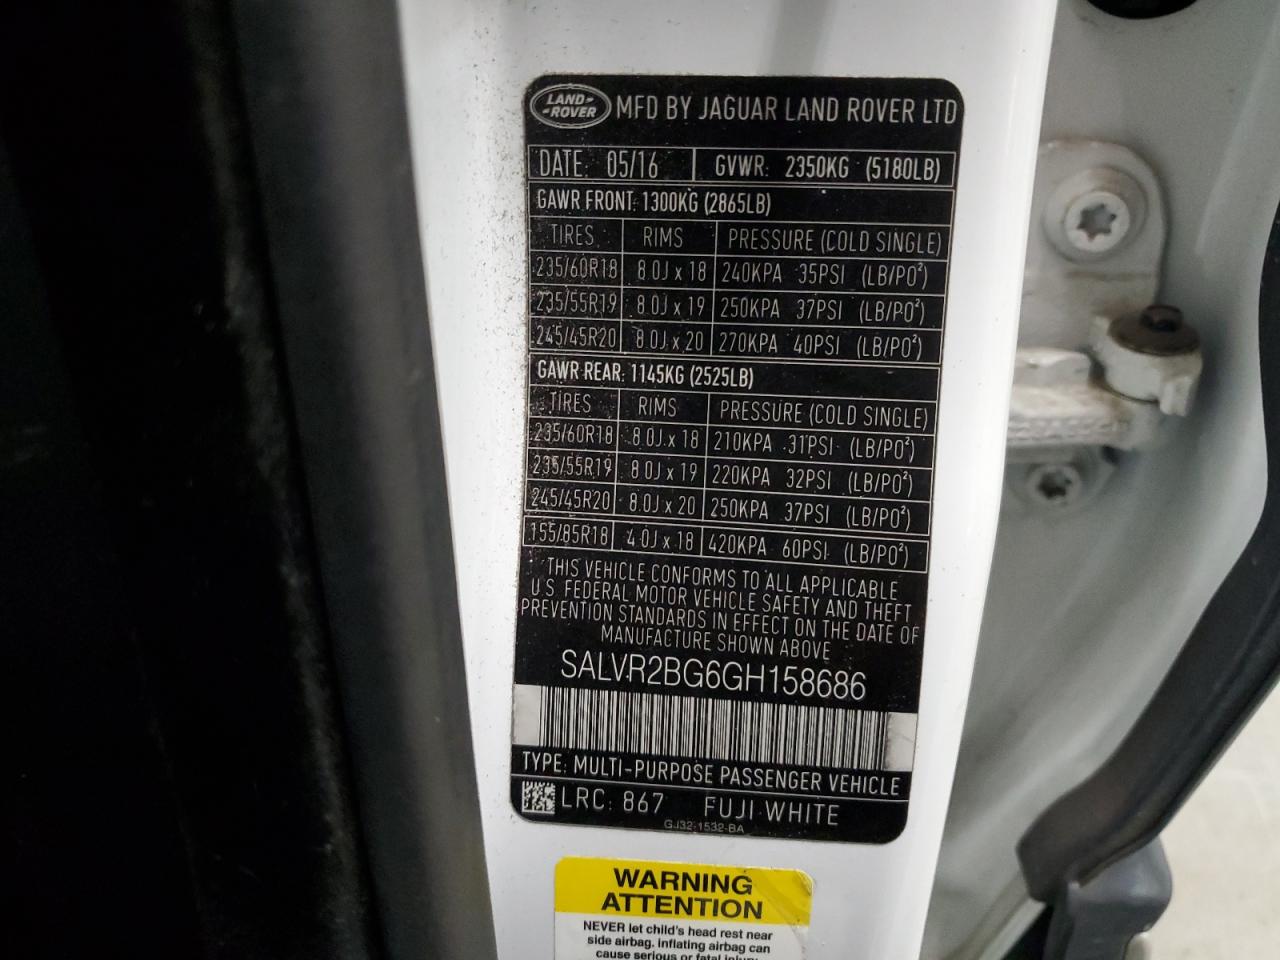 LAND-
-ROVER
MFD BY JAGUAR LAND ROVER LTD
DATE: 05/16 GVWR: 2350KG (5180LB)
GAWR FRONT: 1300KG (2865LB)
TIRES RIMS PRESSURE (COLD SINGLE)
235/60R18 8.0J x 18 240KPA 35PSI (LB/PO²)
235/55R19 8.0J x 19 250KPA 37PSI (LB/PO²)
245/45R20 8.0J x 20 270KPA 40PSI (LB/PO²)
GAWR REAR: 1145KG (2525LB)
TIRES RIMS PRESSURE (COLD SINGLE)
235/60R18 8.0J x 18 210KPA 31PSI (LB/PO²)
235/55R19 8.0J x 19 220KPA 32PSI (LB/PO²)
245/45R20 8.0J x 20 250KPA 37PSI (LB/PO²)
155/85R18 4.0J x 18 420KPA 60PSI (LB/PO²)
THIS VEHICLE CONFORMS TO ALL APPLICABLE
U.S. FEDERAL MOTOR VEHICLE SAFETY AND THEFT
PREVENTION STANDARDS IN EFFECT ON THE DATE OF
MANUFACTURE SHOWN ABOVE
SALVR2BG6GH158686
TYPE: MULTI-PURPOSE PASSENGER VEHICLE
LRC: 867 FUJI WHITE
GJ32-1532-BA
WARNING
ATTENTION
NEVER let child's head rest near
side airbag, inflating airbag can
cause serious or fatal injury